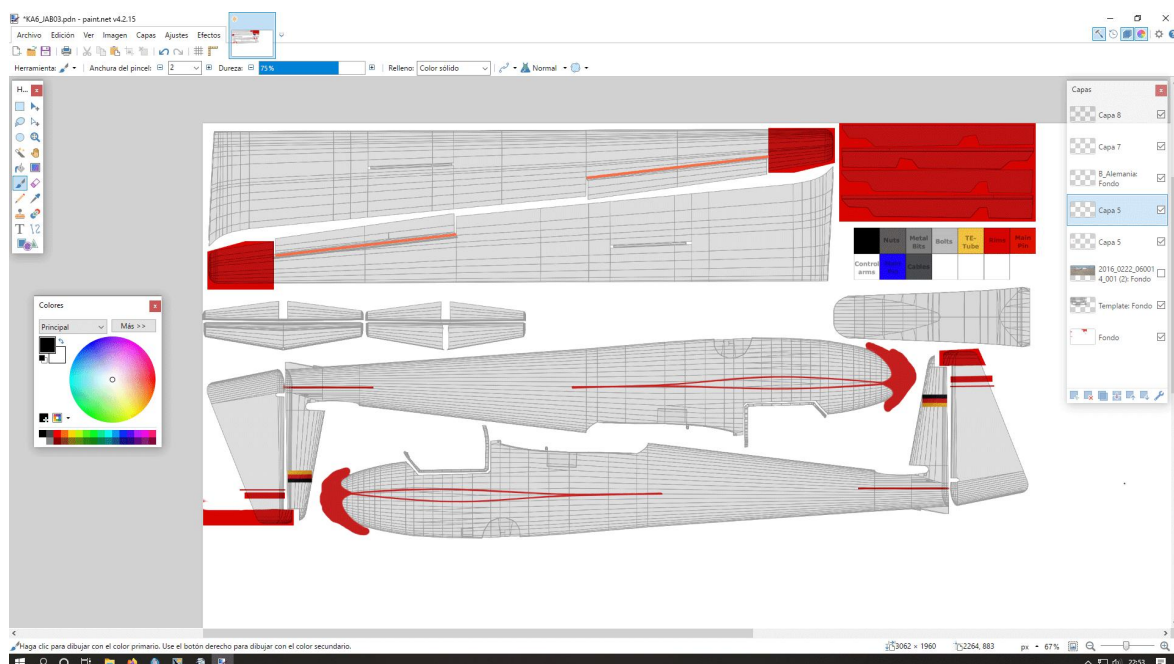 *KA6_JAB03.pdn - paint.net v4.2.15
Archivo Edición Ver Imagen Capas Ajustes Efectos
Herramienta: Anchura del pincel: 2 Dureza: 75% Relleno: Color sólido Normal
H...
Capas
Capa 8
Capa 7
B_Alemania:
Fondo
Capa 5
Capa 5
2016_0222_06001
4_001 (2): Fondo
Template: Fondo
Fondo
Nuts Metal Bits Bolts TE-Tube Main Pin
Control arms Cables
Colores
Principal Más >>
Haga clic para dibujar con el color primario. Use el botón derecho para dibujar con el color secundario.
3062 × 1960 2264, 883 px 67%
22:53